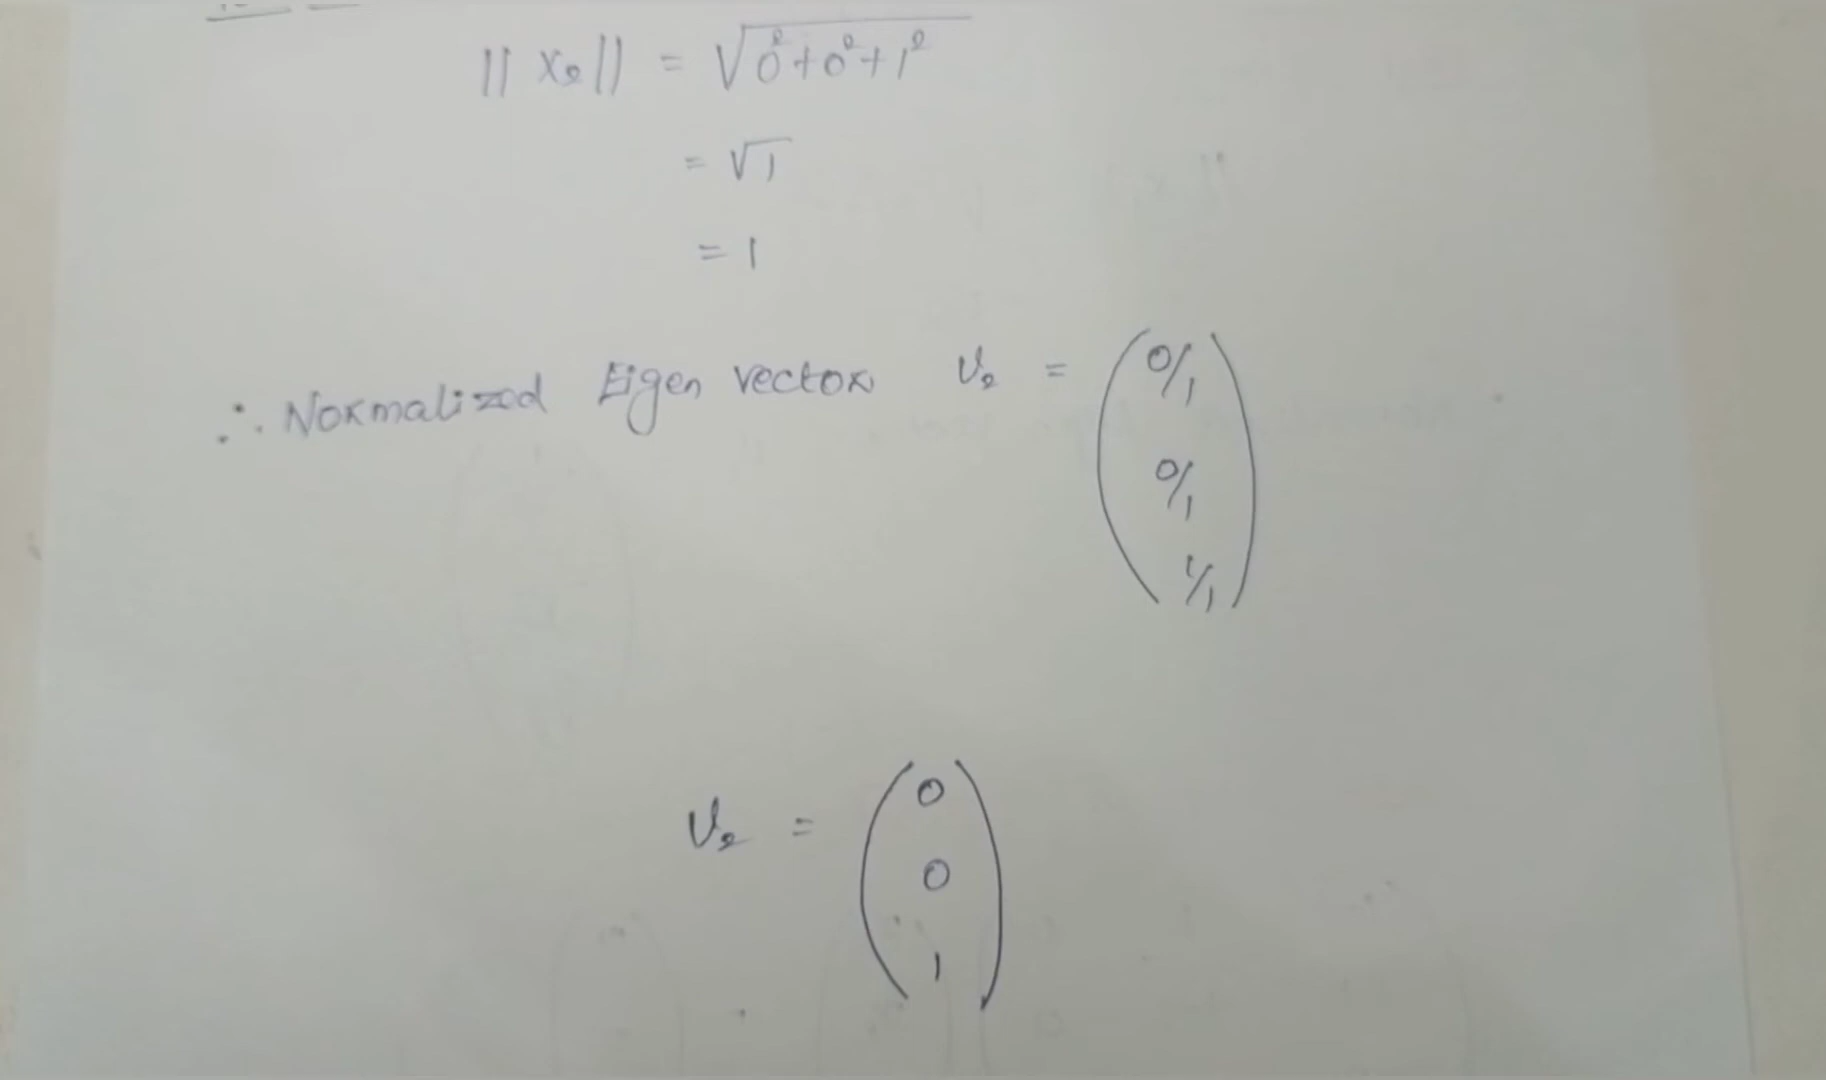 || X₂ || = √0²+0²+1²
= √1
= 1
∴ Normalized Eigen vector v₂ = (0/1
0/1
1/1)
v₂ = (0
0
1)